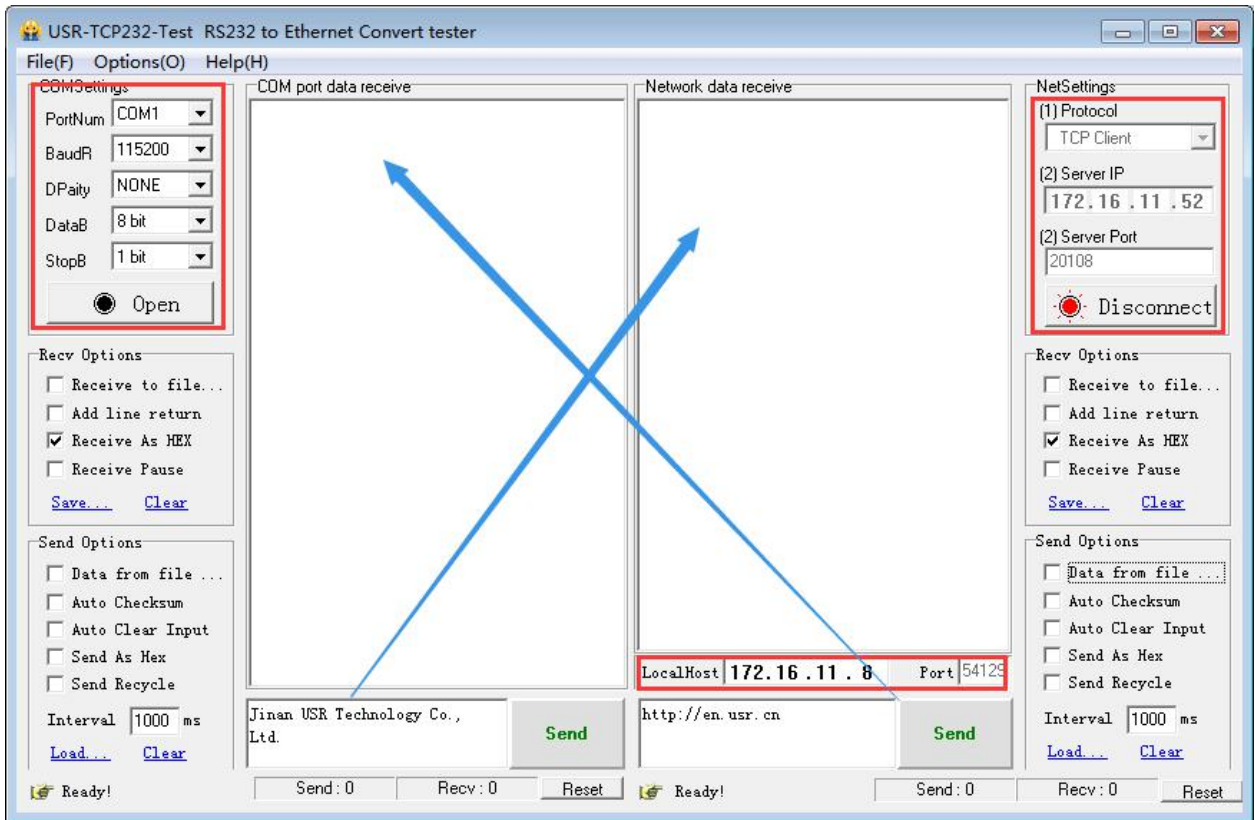 USR-TCP232-Test RS232 to Ethernet Convert tester
File(F) Options(O) Help(H)
COMSettings
PortNum COM1
BaudR 115200
DPaity NONE
DataB 8 bit
StopB 1 bit
Open
Recv Options
Receive to file...
Add line return
Receive As HEX
Receive Pause
Save... Clear
Send Options
Data from file ...
Auto Checksum
Auto Clear Input
Send As Hex
Send Recycle
Interval 1000 ms
Load... Clear
COM port data receive
Jinan USR Technology Co.,
Ltd.
Send
Network data receive
LocalHost 172.16.11.8 Port 54129
http://en.usr.cn
Send
NetSettings
(1) Protocol
TCP Client
(2) Server IP
172.16.11.52
(2) Server Port
20108
Disconnect
Recv Options
Receive to file...
Add line return
Receive As HEX
Receive Pause
Save... Clear
Send Options
Data from file ...
Auto Checksum
Auto Clear Input
Send As Hex
Send Recycle
Interval 1000 ms
Load... Clear
Ready! Send : 0 Recv : 0 Reset
Ready! Send : 0 Recv : 0 Reset